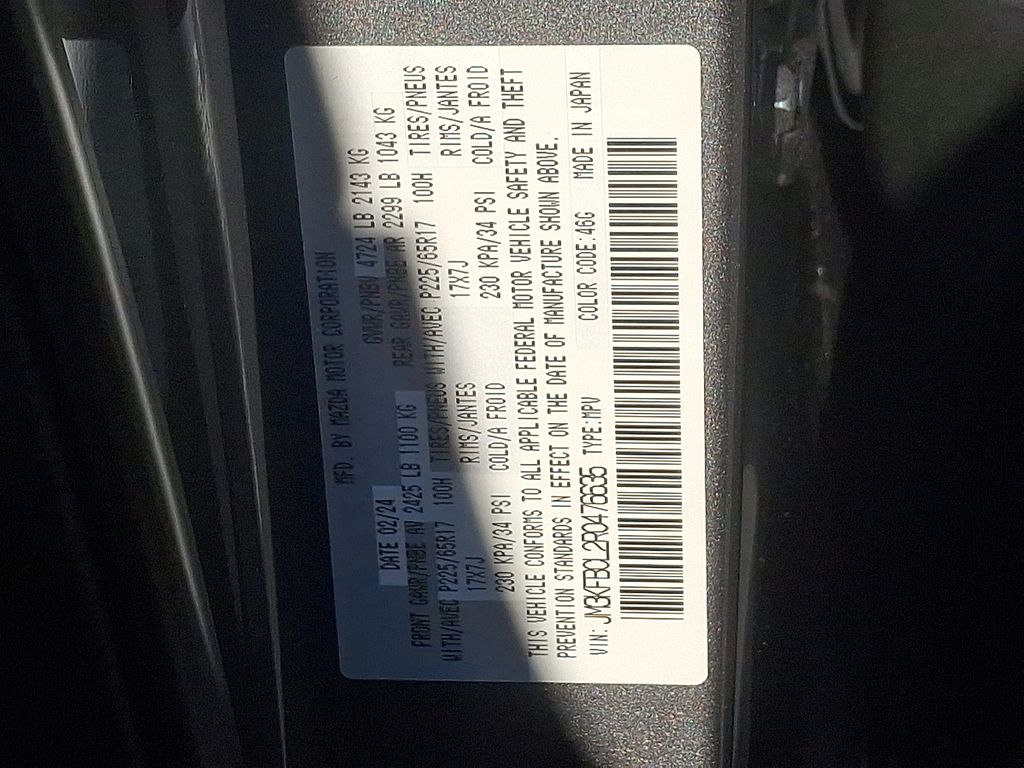 MFD. BY MAZDA MOTOR CORPORATION
DATE 02/24 GVWR/PNBV 4724 LB 2143 KG
FRONT GAWR/PNBE AV 2425 LB 1100 KG REAR GAWR/PNBE AR 2299 LB 1043 KG
WITH/AVEC P225/65R17 100H TIRES/PNEUS WITH/AVEC P225/65R17 100H TIRES/PNEUS
17X7J RIMS/JANTES 17X7J RIMS/JANTES
230 KPA/34 PSI COLD/A FROID 230 KPA/34 PSI COLD/A FROID
THIS VEHICLE CONFORMS TO ALL APPLICABLE FEDERAL MOTOR VEHICLE SAFETY AND THEFT
PREVENTION STANDARDS IN EFFECT ON THE DATE OF MANUFACTURE SHOWN ABOVE.
VIN: JM3KFBCL2R0476635 TYPE:MPV COLOR CODE:46G MADE IN JAPAN